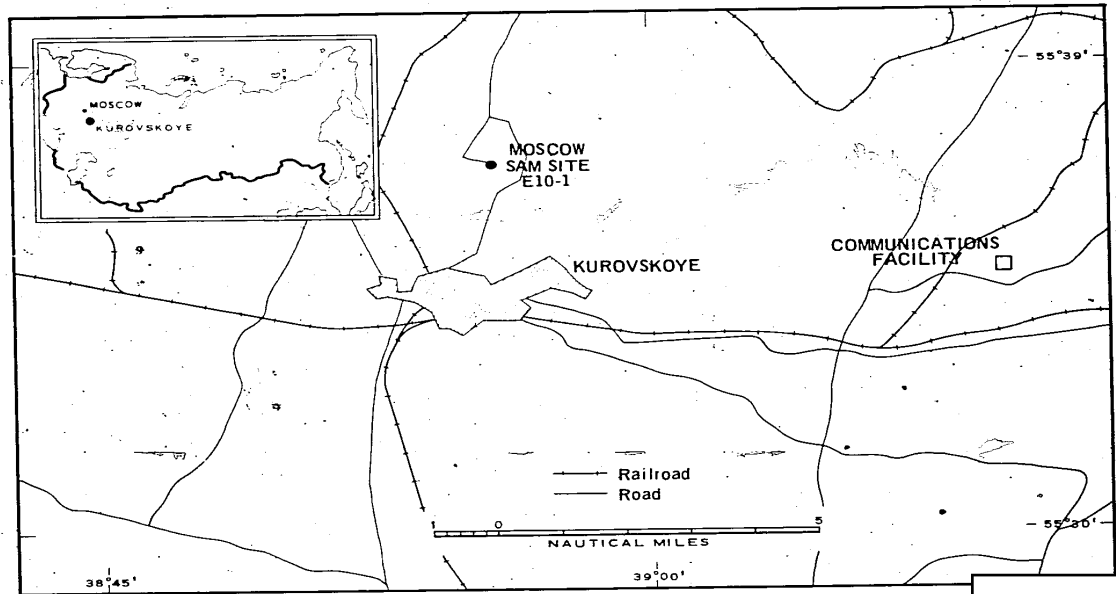 MOSCOW
KUROVSKOYE
55°39'
MOSCOW
SAM SITE
E10-1
COMMUNICATIONS
FACILITY
KUROVSKOYE
Railroad
Road
1 0 5
NAUTICAL MILES
55°30'
38°45'
39°00'